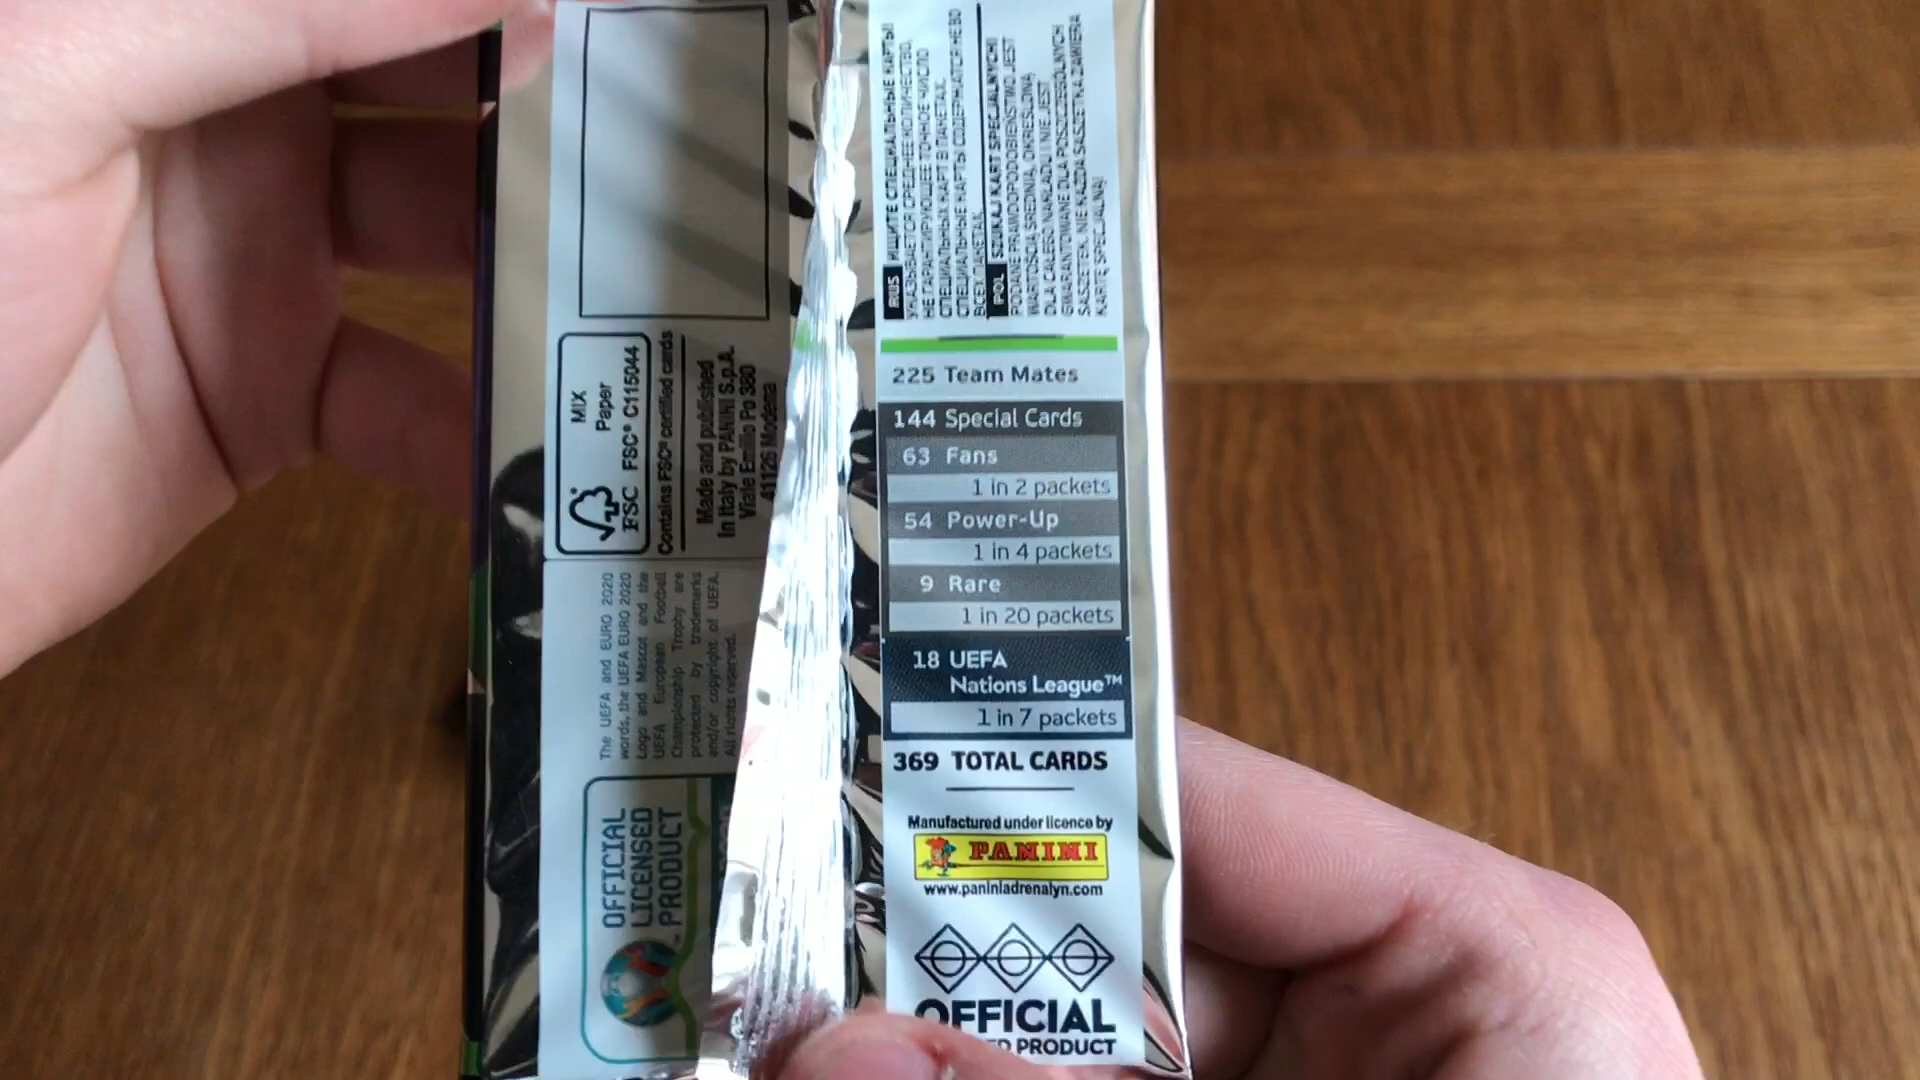 MIX
Paper
FSC® C115044
FSC
Contains FSC® certified cards
Made and published
in Italy by PANINI S.p.A.
Viale Emilio Po 380
41126 Modena
The UEFA and EURO 2020
words, the UEFA EURO 2020
Logo and Mascot and the
UEFA European Football
Championship Trophy are
protected by trademarks
and/or copyright of UEFA.
All rights reserved.
OFFICIAL
LICENSED
PRODUCT
RUS ИЩИТЕ СПЕЦИАЛЬНЫЕ КАРТЫ!
УКАЗЫВАЕТСЯ СРЕДНЕЕ КОЛИЧЕСТВО,
НЕ ГАРАНТИРУЮЩЕЕ ТОЧНОЕ ЧИСЛО
СПЕЦИАЛЬНЫХ КАРТ В ПАКЕТАХ.
СПЕЦИАЛЬНЫЕ КАРТЫ СОДЕРЖАТСЯ НЕ ВО
ВСЕХ ПАКЕТАХ.
POL SZUKAJ KART SPECJALNYCH!
PODANE PRAWDOPODOBIEŃSTWO JEST
WARTOŚCIĄ ŚREDNIĄ, OKREŚLONĄ
DLA CAŁEGO NAKŁADU I NIE JEST
GWARANTOWANE DLA POSZCZEGÓLNYCH
SASZETEK. NIE KAŻDA SASZETKA ZAWIERA
KARTĘ SPECJALNĄ!
225 Team Mates
144 Special Cards
63 Fans
1 in 2 packets
54 Power-Up
1 in 4 packets
9 Rare
1 in 20 packets
18 UEFA
Nations League™
1 in 7 packets
369 TOTAL CARDS
Manufactured under licence by
PANINI
www.paniniadrenalyn.com
OFFICIAL
PRODUCT